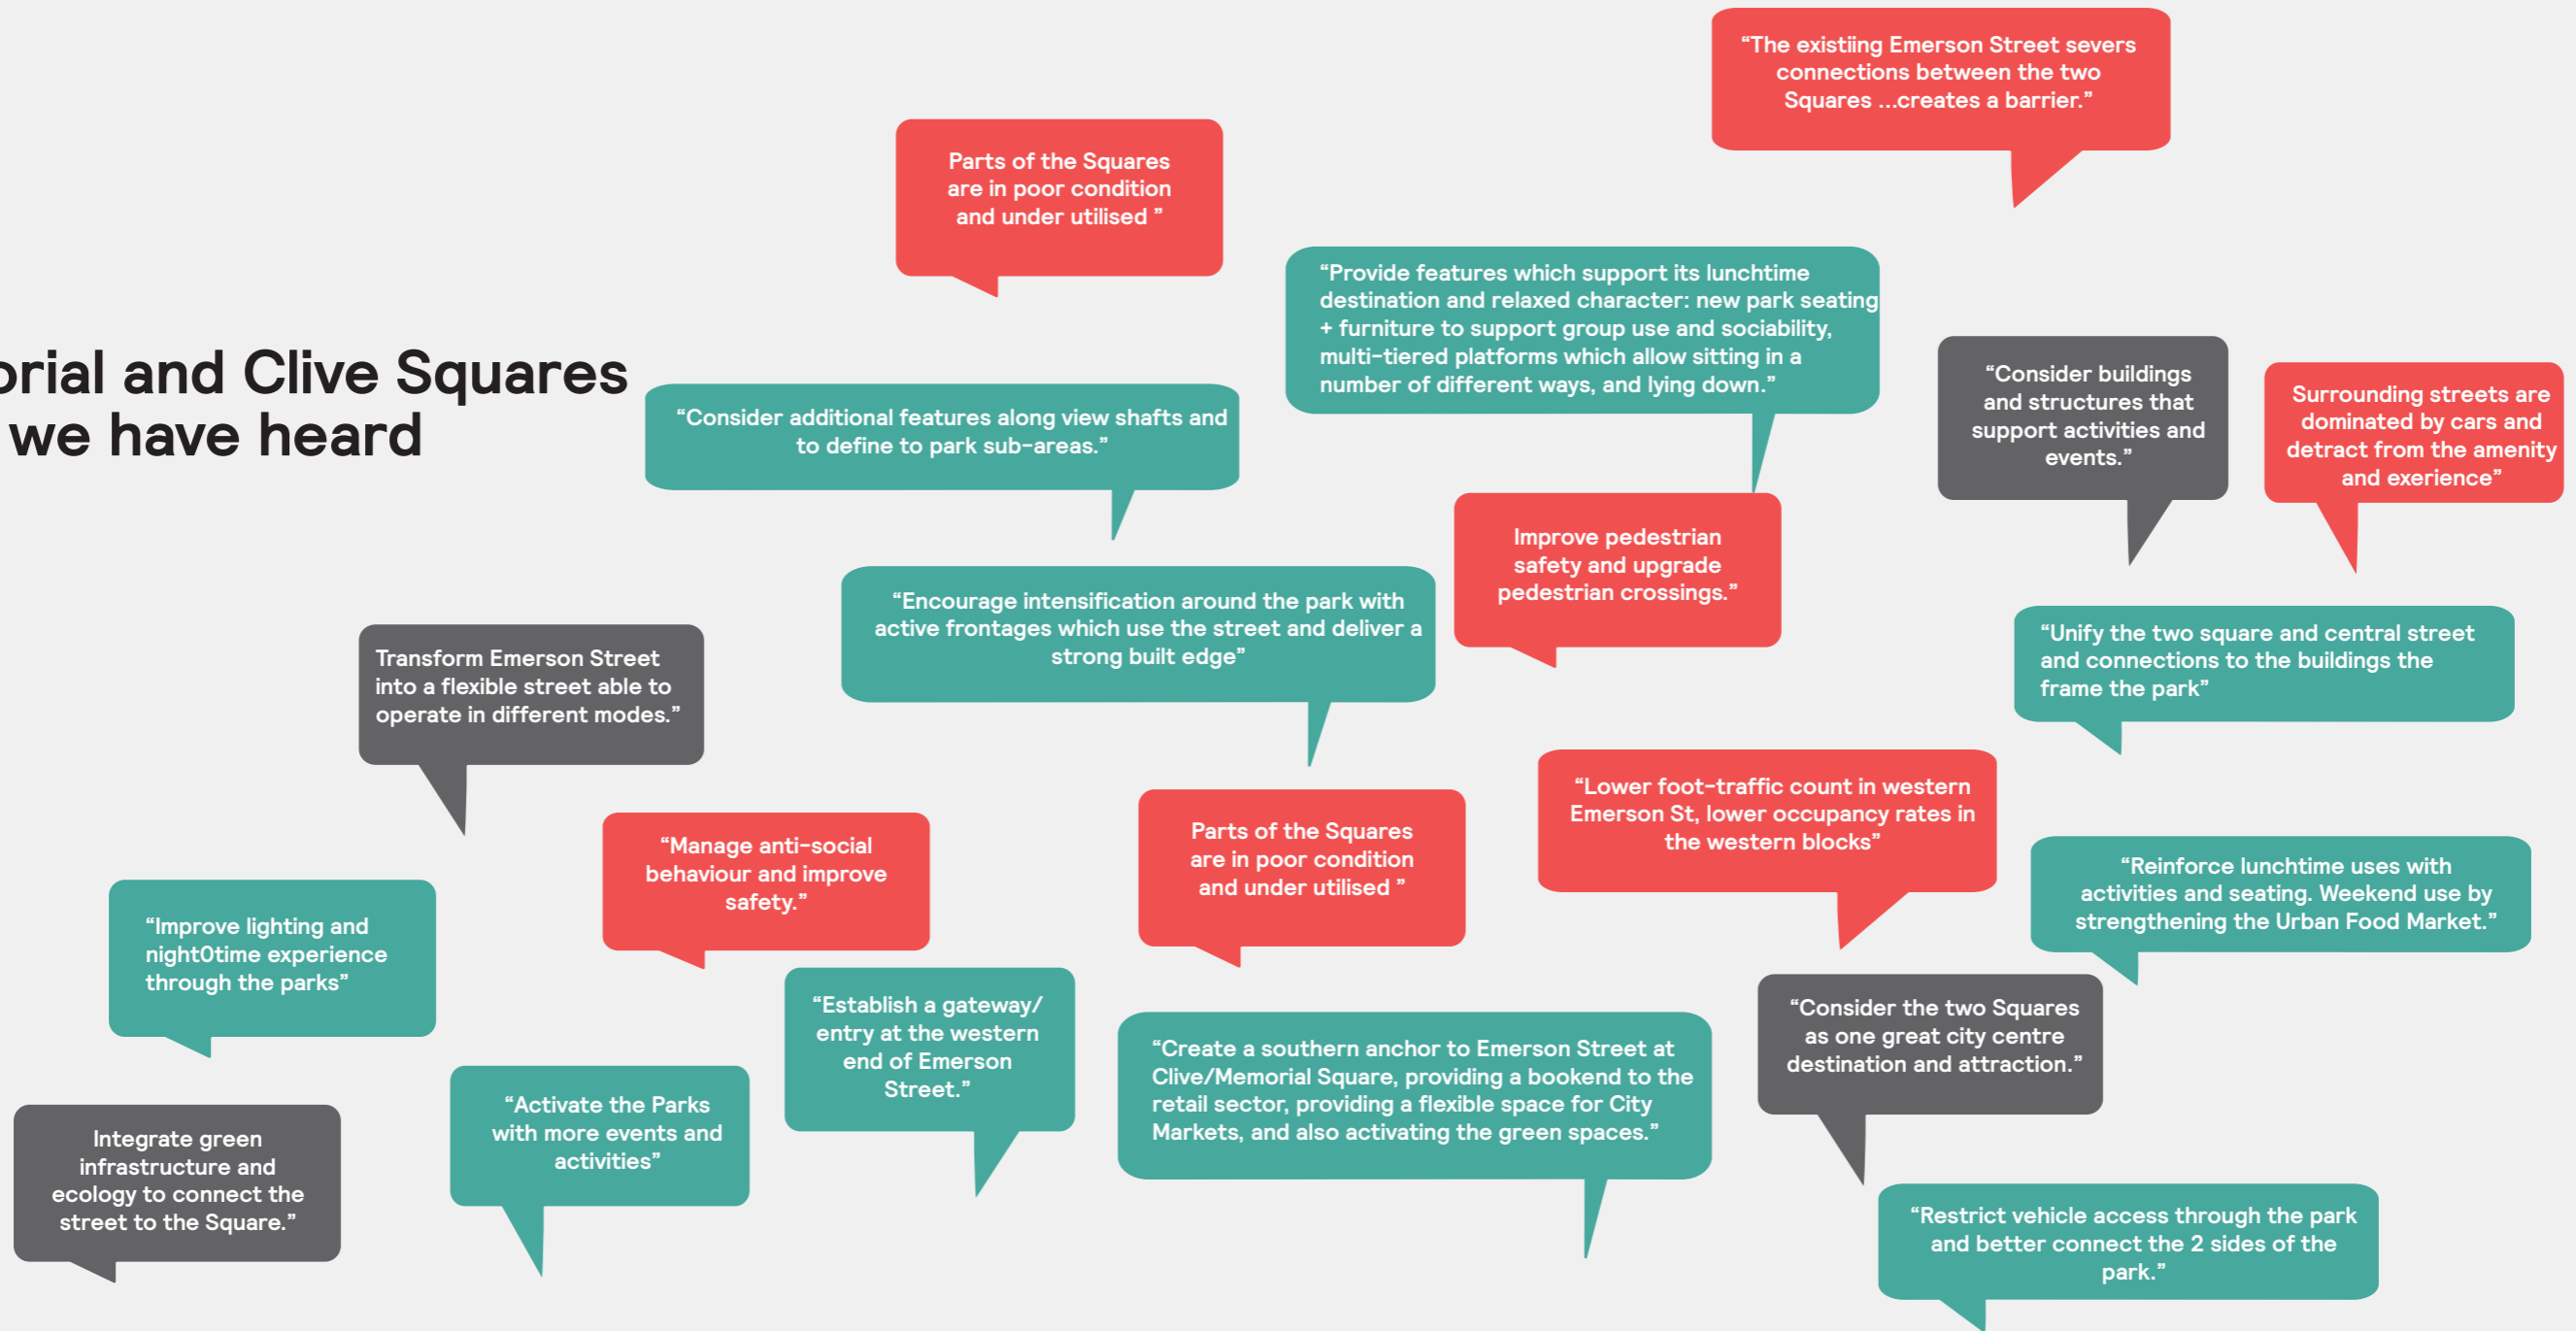 orial and Clive Squares
we have heard
“The existiing Emerson Street severs
connections between the two
Squares ...creates a barrier.”
Parts of the Squares
are in poor condition
and under utilised ”
“Provide features which support its lunchtime
destination and relaxed character: new park seating
+ furniture to support group use and sociability,
multi-tiered platforms which allow sitting in a
number of different ways, and lying down.”
“Consider buildings
and structures that
support activities and
events.”
Surrounding streets are
dominated by cars and
detract from the amenity
and exerience”
“Consider additional features along view shafts and
to define to park sub-areas.”
Improve pedestrian
safety and upgrade
pedestrian crossings.”
“Encourage intensification around the park with
active frontages which use the street and deliver a
strong built edge”
“Unify the two square and central street
and connections to the buildings the
frame the park”
Transform Emerson Street
into a flexible street able to
operate in different modes.”
“Lower foot-traffic count in western
Emerson St, lower occupancy rates in
the western blocks”
“Manage anti-social
behaviour and improve
safety.”
Parts of the Squares
are in poor condition
and under utilised ”
“Reinforce lunchtime uses with
activities and seating. Weekend use by
strengthening the Urban Food Market.”
“Improve lighting and
night0time experience
through the parks”
“Establish a gateway/
entry at the western
end of Emerson
Street.”
“Consider the two Squares
as one great city centre
destination and attraction.”
“Create a southern anchor to Emerson Street at
Clive/Memorial Square, providing a bookend to the
retail sector, providing a flexible space for City
Markets, and also activating the green spaces.”
“Activate the Parks
with more events and
activities”
Integrate green
infrastructure and
ecology to connect the
street to the Square.”
“Restrict vehicle access through the park
and better connect the 2 sides of the
park.”